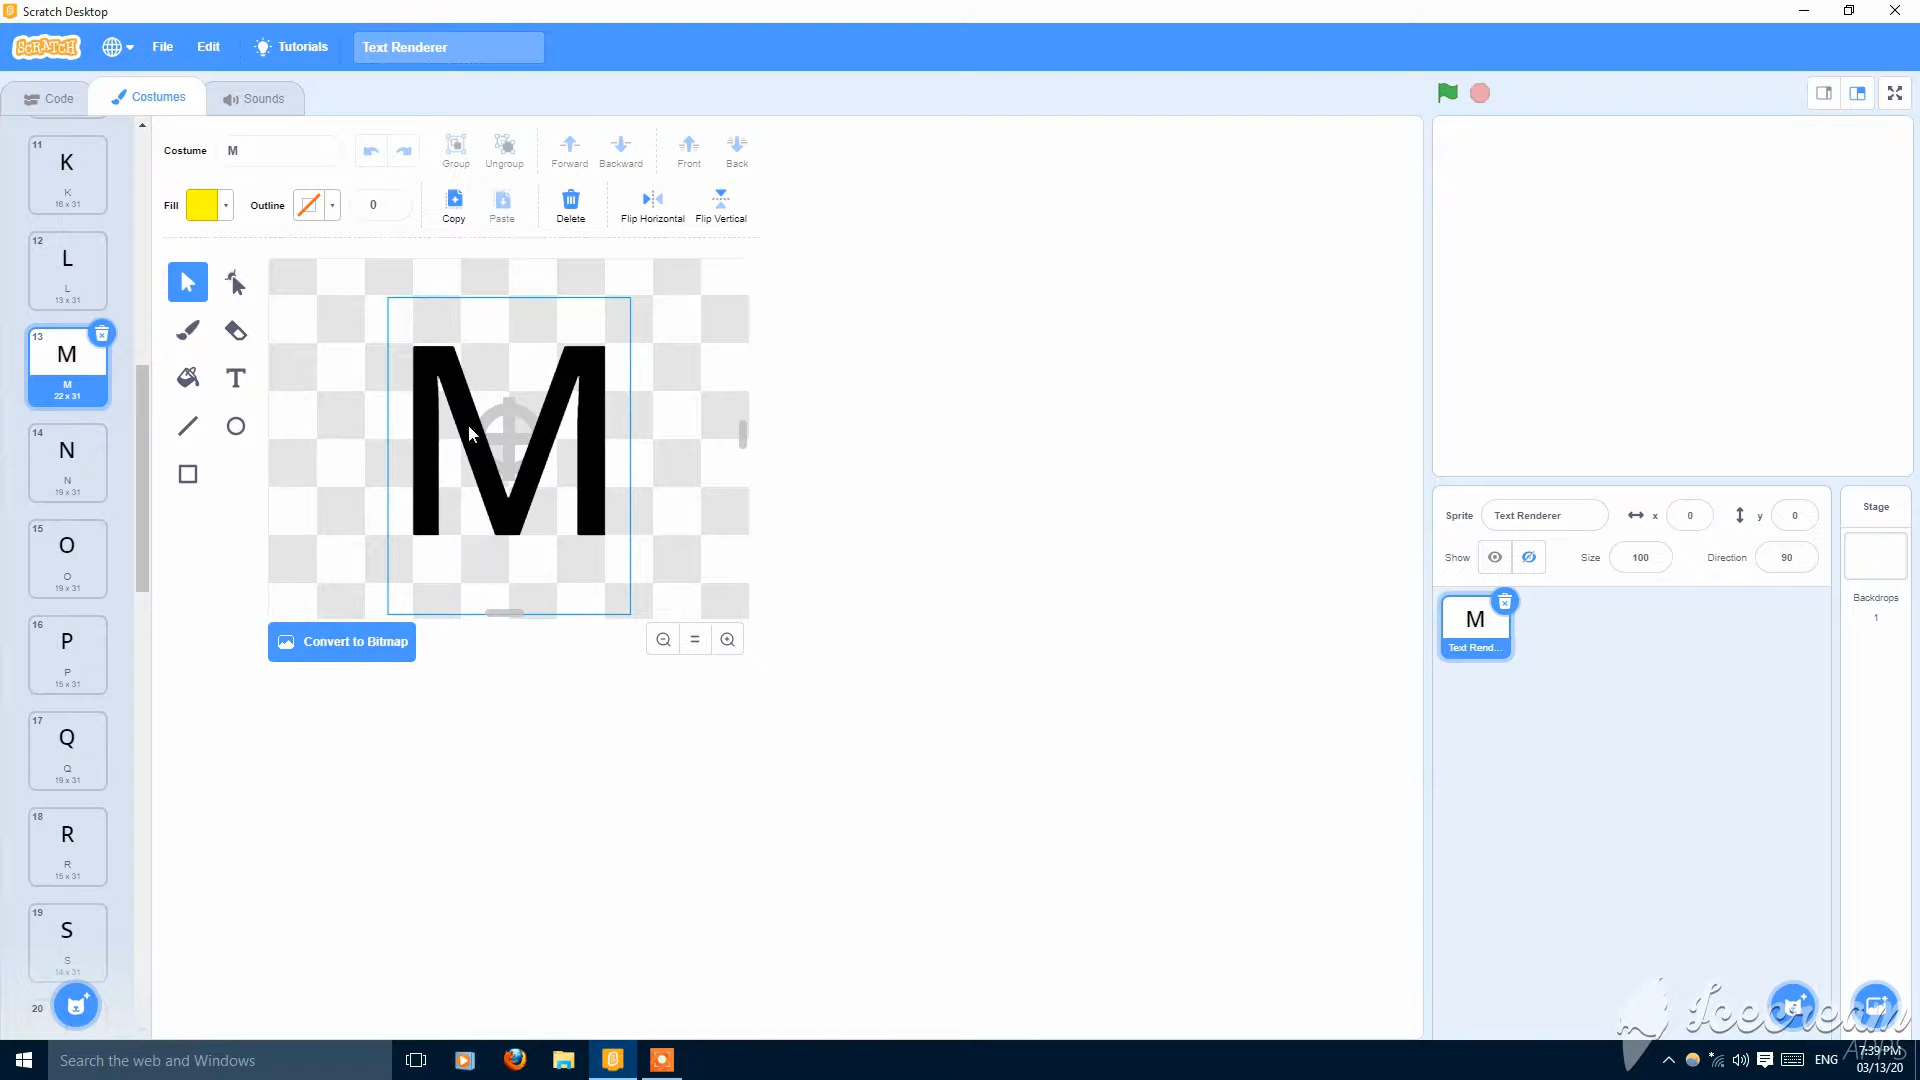 Scratch Desktop
SCRATCH File Edit Tutorials Text Renderer
Code Costumes Sounds
11
K
K
16 x 31
12
L
L
13 x 31
13
M
M
22 x 31
14
N
N
19 x 31
15
O
O
19 x 31
16
P
P
15 x 31
17
Q
Q
19 x 31
18
R
R
15 x 31
19
S
S
14 x 31
20
Costume M
Group Ungroup Forward Backward Front Back
Fill Outline 0
Copy Paste Delete Flip Horizontal Flip Vertical
T
M
Convert to Bitmap
Sprite Text Renderer x 0 y 0
Show Size 100 Direction 90
M
Text Rend...
Stage
Backdrops
1
Icecream
APPS
Search the web and Windows
ENG
7:39 PM
03/13/20